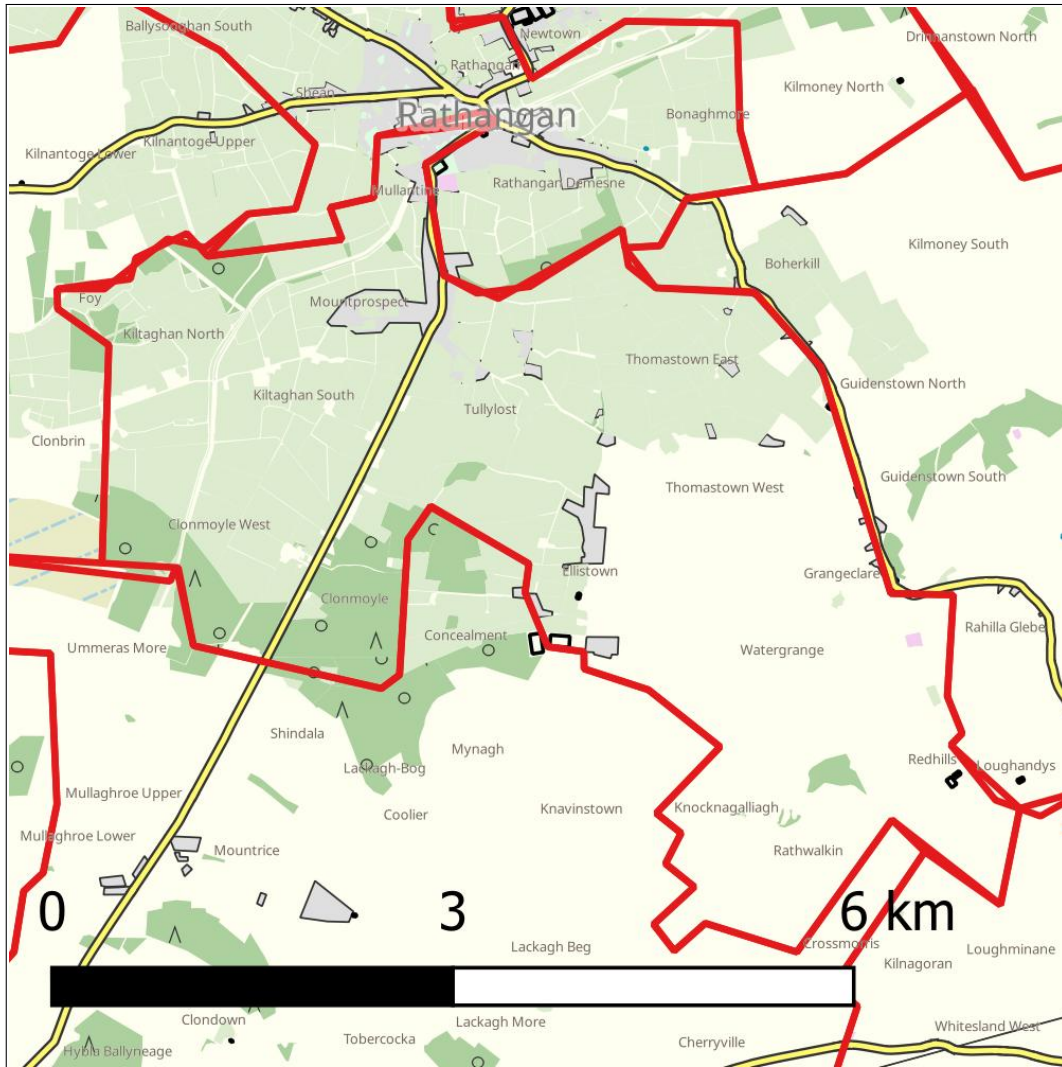 Ballysooghan South
Newtown
Drinnanstown North
Rathangan
Kilmoney North
Shean
Rathangan
Bonaghmore
Kilnantoge Upper
Kilnantoge Lower
Rathangan Demesne
Mullantine
Kilmoney South
Boherkill
Foy
Mountprospect
Kiltaghan North
Thomastown East
Guidenstown North
Kiltaghan South
Tullylost
Clonbrin
Guidenstown South
Thomastown West
Clonmoyle West
Ellistown
Grangeclare
Clonmoyle
Rahilla Glebe
Concealment
Ummeras More
Watergrange
Shindala
Mynagh
Redhills
Loughandys
Lackagh-Bog
Mullaghroe Upper
Knavinstown
Knocknagalliagh
Coolier
Mullaghroe Lower
Mountrice
Rathwalkin
0 3 6 km
Crossmorris
Lackagh Beg
Loughminane
Kilnagoran
Clondown
Lackagh More
Whitesland West
Tobercocka
Cherryville
Hybla Ballyneage